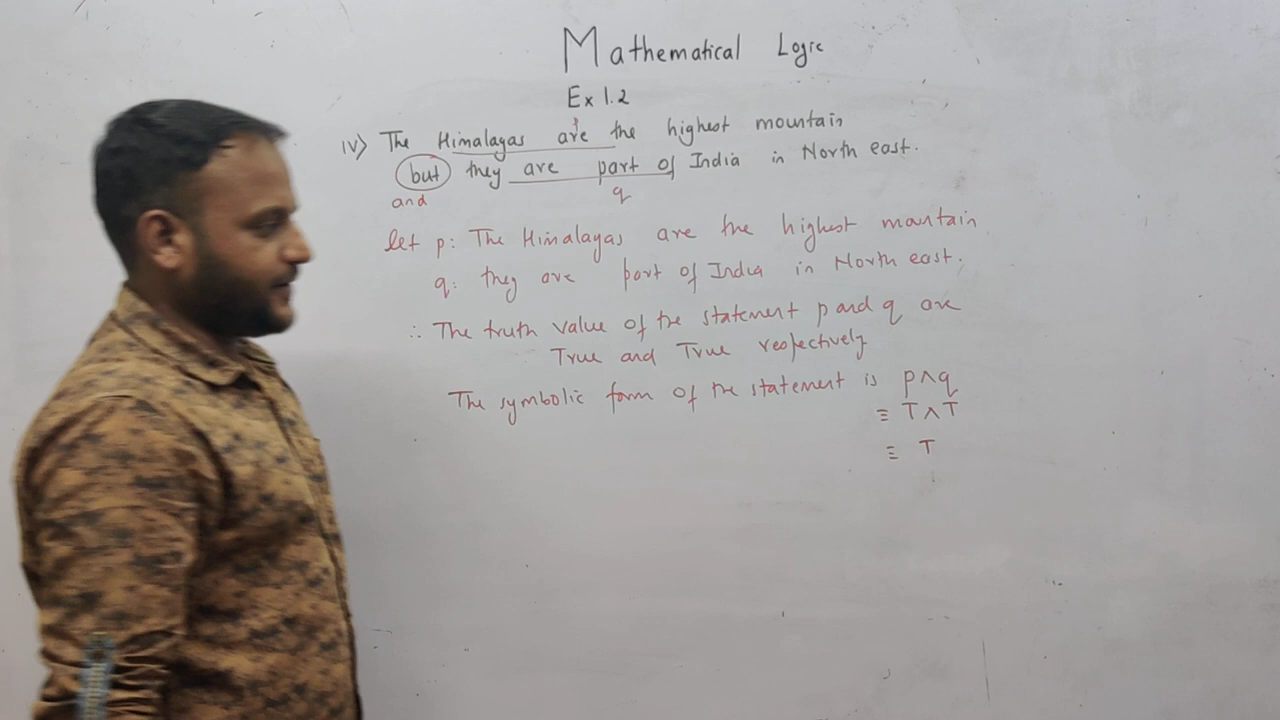 Mathematical Logic
Ex 1.2
p
iv) The Himalayas are the highest mountain
but they are part of India in North east.
and q
let p: The Himalayas are the highest mountain
q: they are part of India in North east.
∴ The truth value of the statement p and q are
True and True respectively
The symbolic form of the statement is p∧q
≡ T∧T
≡ T